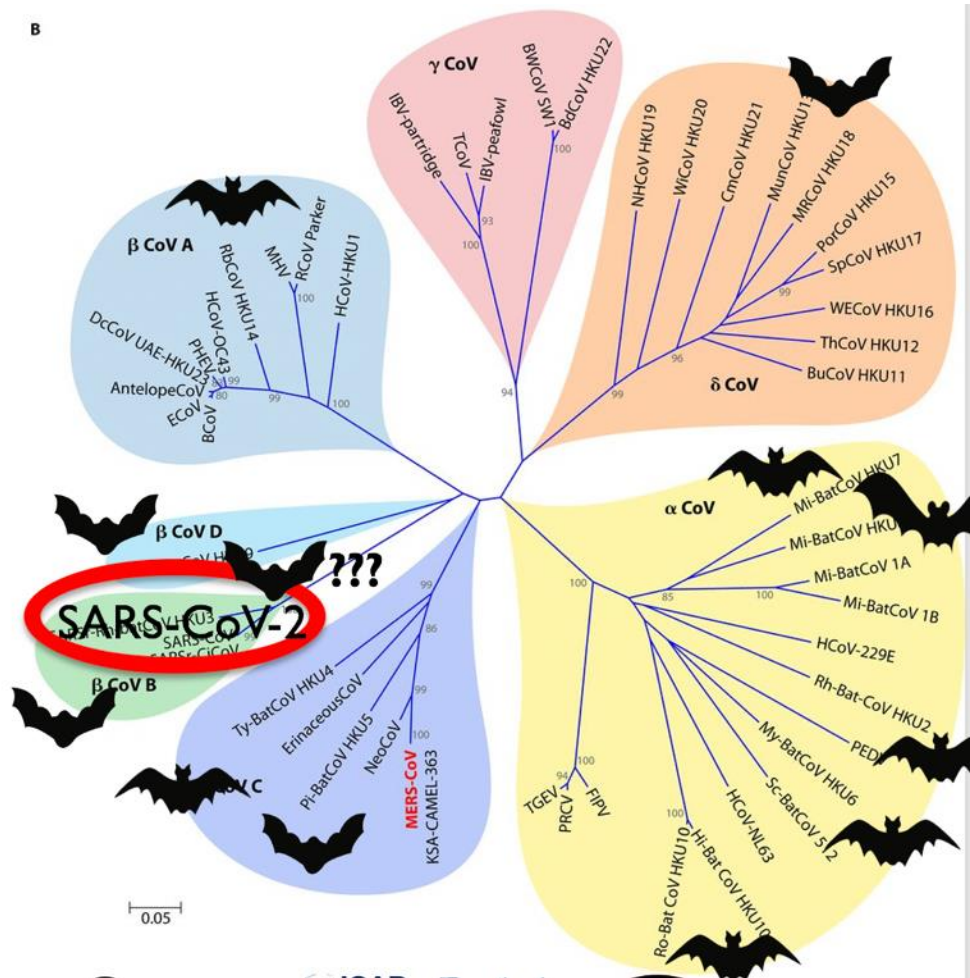 B
γ CoV
IBV-partridge
TCoV
IBV-peafowl
BWCoV SW1
BdCoV HKU22
93
100
100
94
NHCoV HKU19
WiCoV HKU20
CmCoV HKU21
MunCoV HKU13
MRCoV HKU18
PorCoV HKU15
SpCoV HKU17
WECoV HKU16
ThCoV HKU12
BuCoV HKU11
99
96
99
δ CoV
β CoV A
DcCoV UAE-HKU23
PHEV
HCoV-OC43
RbCoV HKU14
MHV
RCoV Parker
HCoV-HKU1
AntelopeCoV
ECoV
BCoV
99
80
99
100
100
β CoV D
???
SARS-CoV-2
SARS-CoV
β CoV B
99
86
99
100
Ty-BatCoV HKU4
ErinaceousCoV
Pi-BatCoV HKU5
NeoCoV
MERS-CoV
KSA-CAMEL-363
α CoV
Mi-BatCoV HKU7
Mi-BatCoV HKU
Mi-BatCoV 1A
Mi-BatCoV 1B
HCoV-229E
Rh-Bat-CoV HKU2
My-BatCoV HKU6
Sc-BatCoV 512
HCoV-NL63
Hi-Bat CoV HKU10
Ro-Bat CoV HKU10
100
85
100
100
100
94
TGEV
PRCV
FIPV
0.05